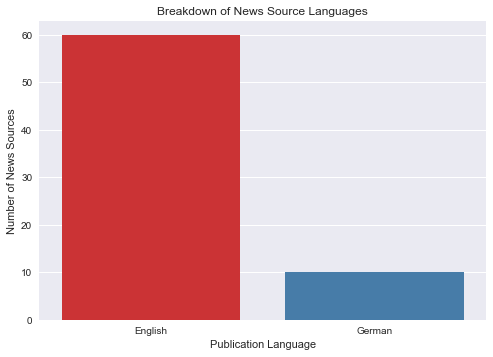 Breakdown of News Source Languages
Number of News Sources
60
50
40
30
20
10
0
English German
Publication Language